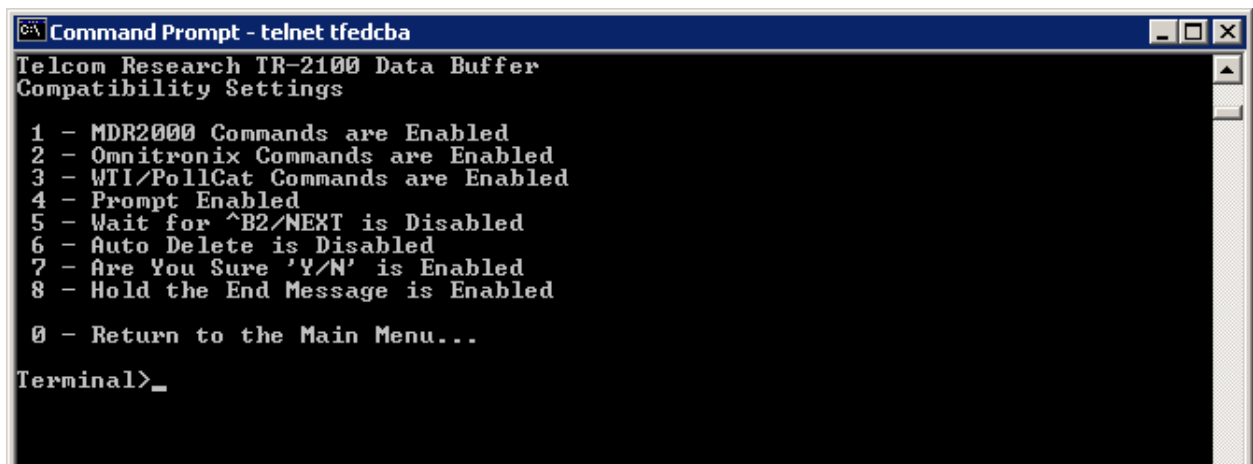 Command Prompt - telnet tfedcba
Telcom Research TR-2100 Data Buffer
Compatibility Settings
1 - MDR2000 Commands are Enabled
2 - Omnitronix Commands are Enabled
3 - WTI/PollCat Commands are Enabled
4 - Prompt Enabled
5 - Wait for ^B2/NEXT is Disabled
6 - Auto Delete is Disabled
7 - Are You Sure 'Y/N' is Enabled
8 - Hold the End Message is Enabled
0 - Return to the Main Menu...
Terminal>_